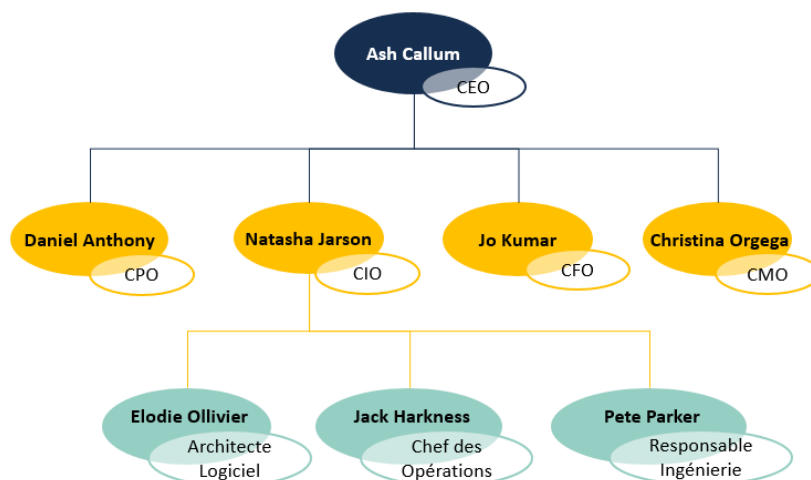 Ash Callum
CEO
Daniel Anthony
CPO
Natasha Jarson
CIO
Jo Kumar
CFO
Christina Orgega
CMO
Elodie Ollivier
Architecte
Logiciel
Jack Harkness
Chef des
Opérations
Pete Parker
Responsable
Ingénierie